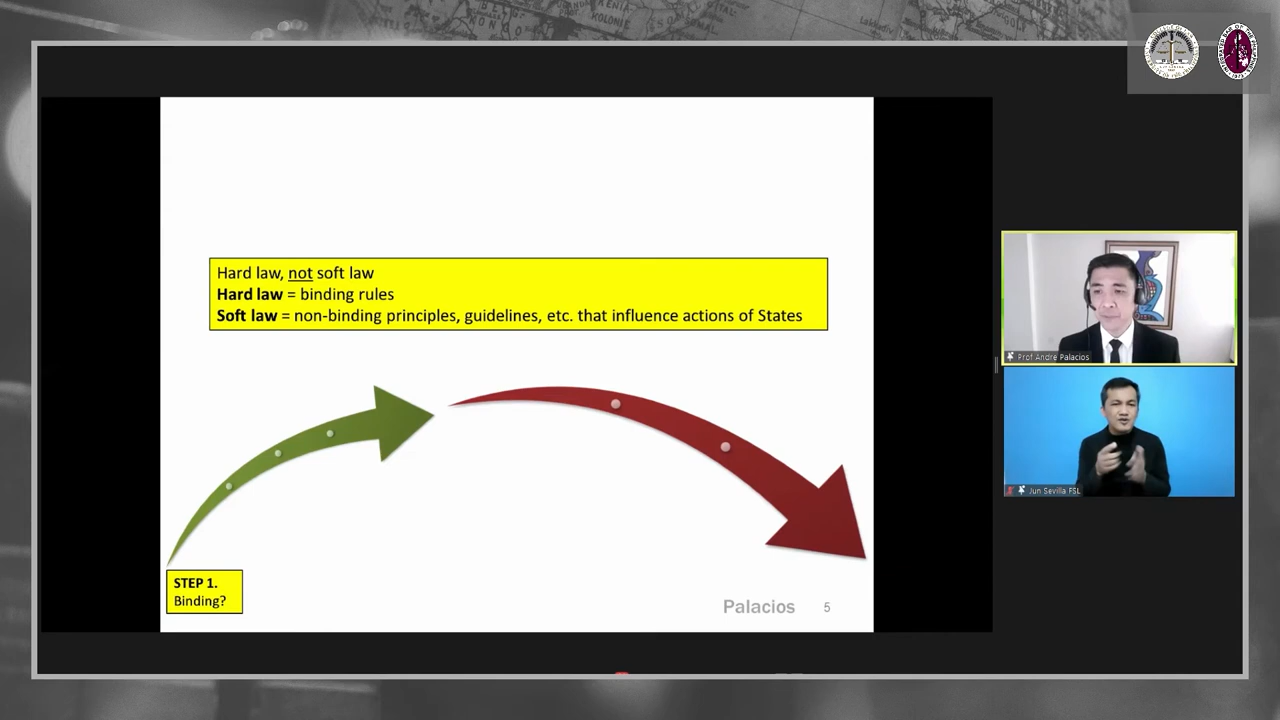 Hard law, not soft law
Hard law = binding rules
Soft law = non-binding principles, guidelines, etc. that influence actions of States
Prof Andre Palacios
Jun Sevilla FSL
STEP 1.
Binding?
Palacios 5